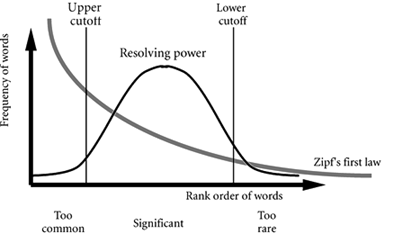 Upper
cutoff
Lower
cutoff
Resolving power
Frequency of words
Zipf's first law
Rank order of words
Too
common
Significant
Too
rare